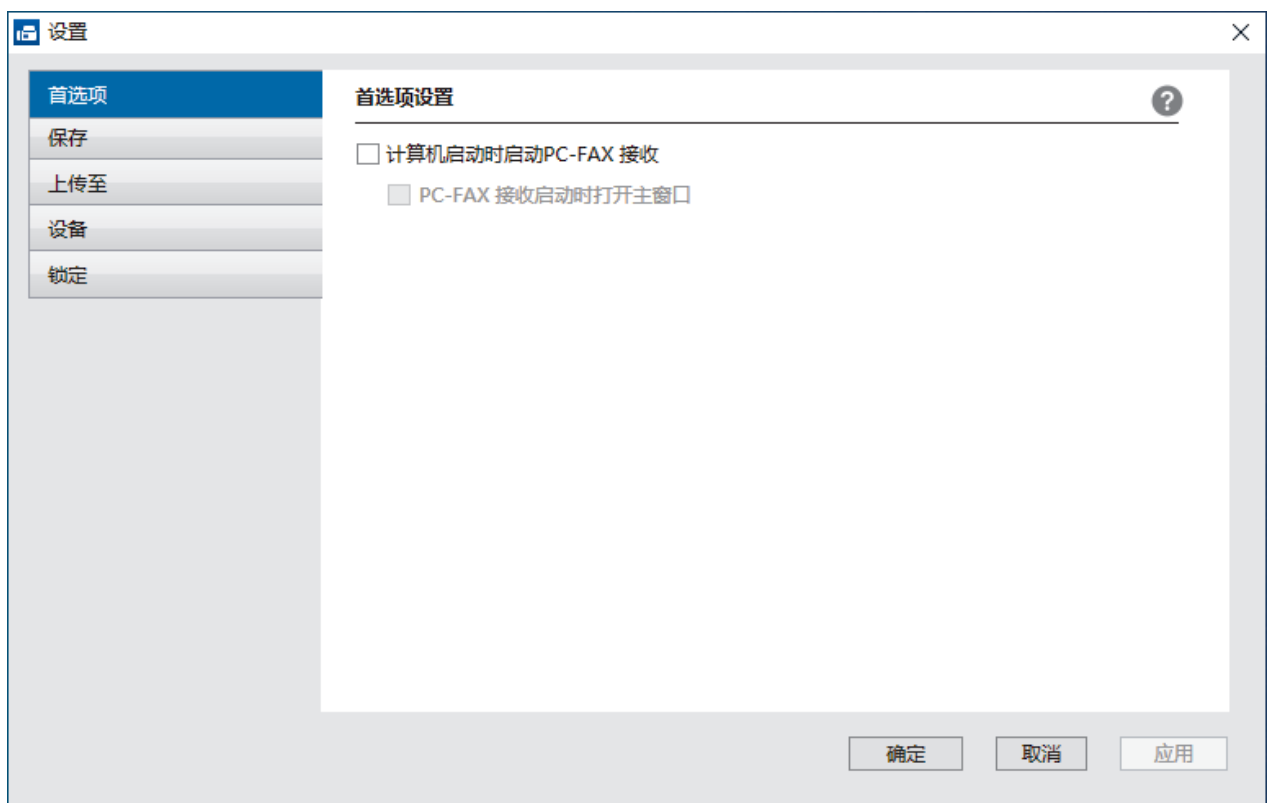 设置
首选项
保存
上传至
设备
锁定
首选项设置
?
计算机启动时启动PC-FAX 接收
PC-FAX 接收启动时打开主窗口
确定
取消
应用